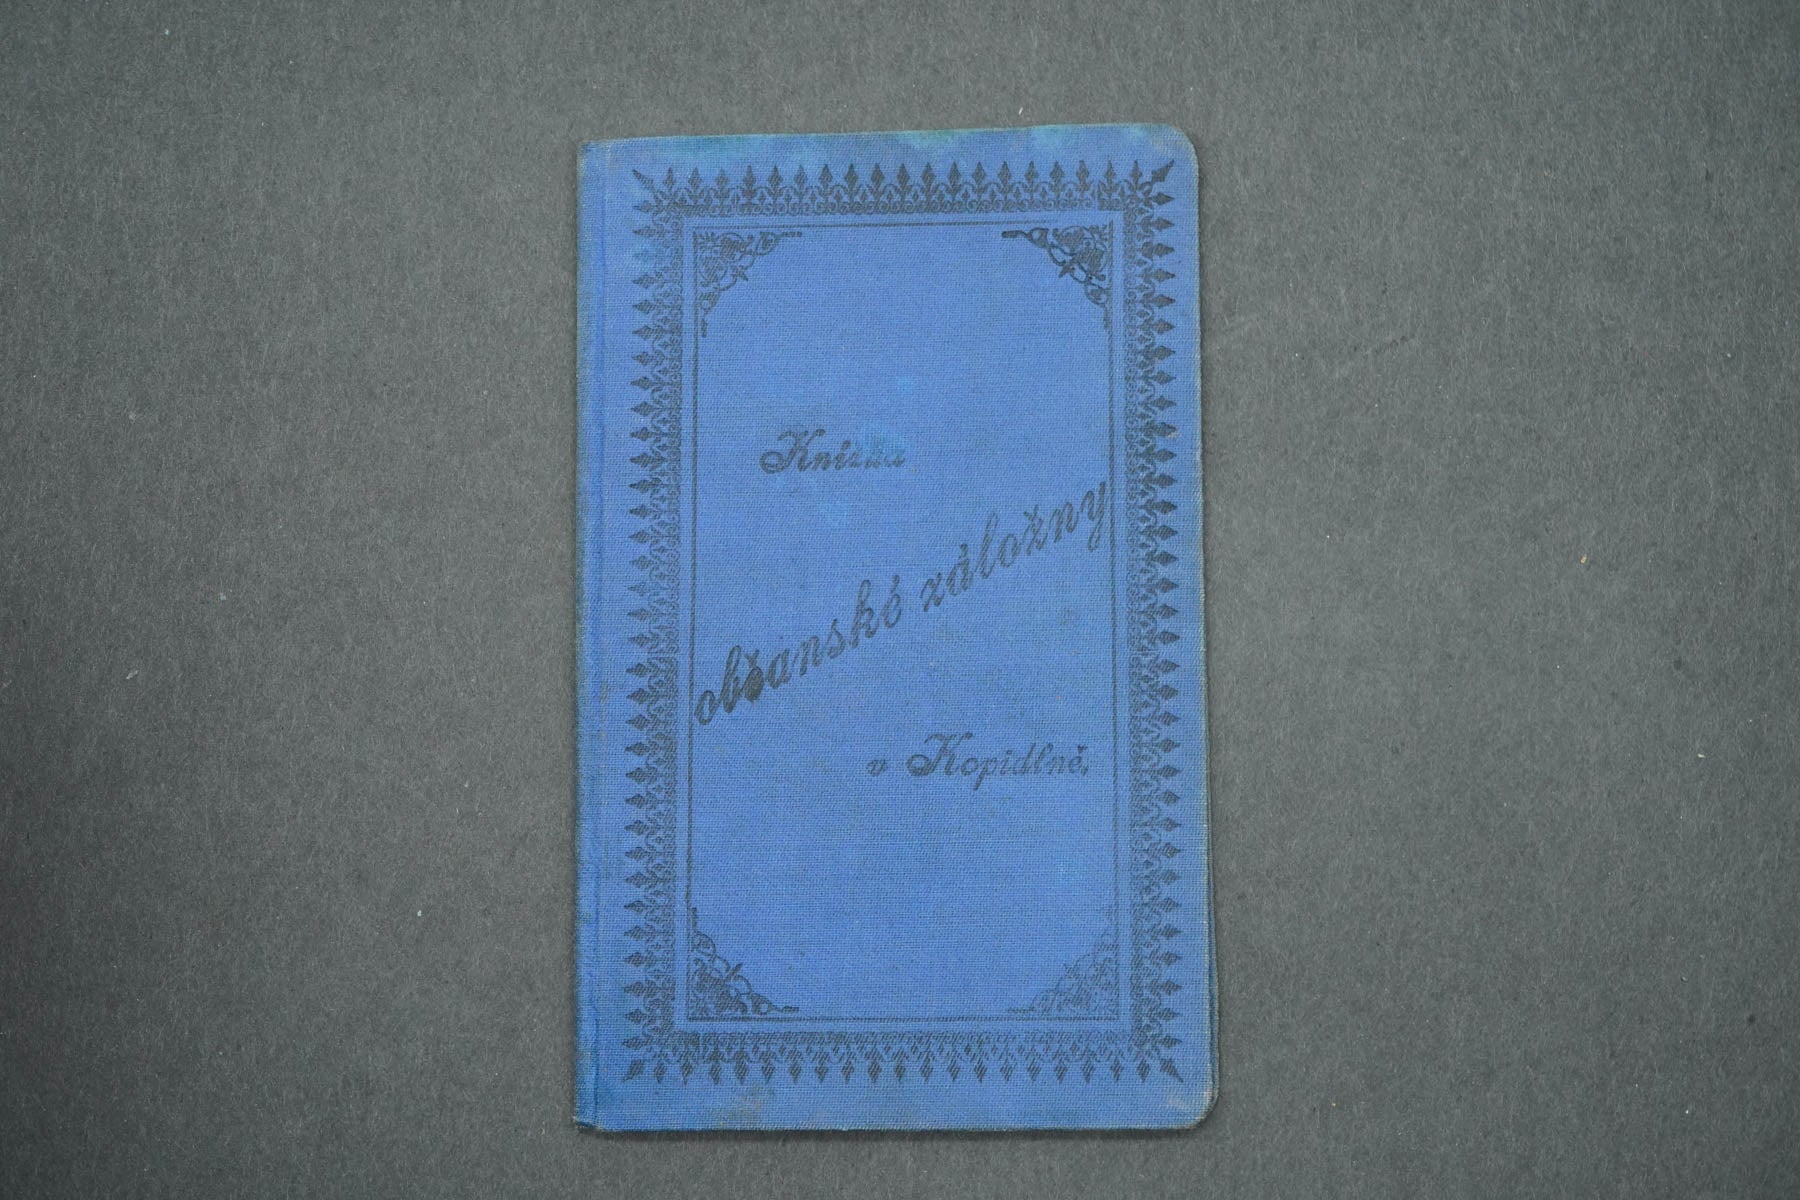 Knížka
občanské záložny
v Kopidlně.